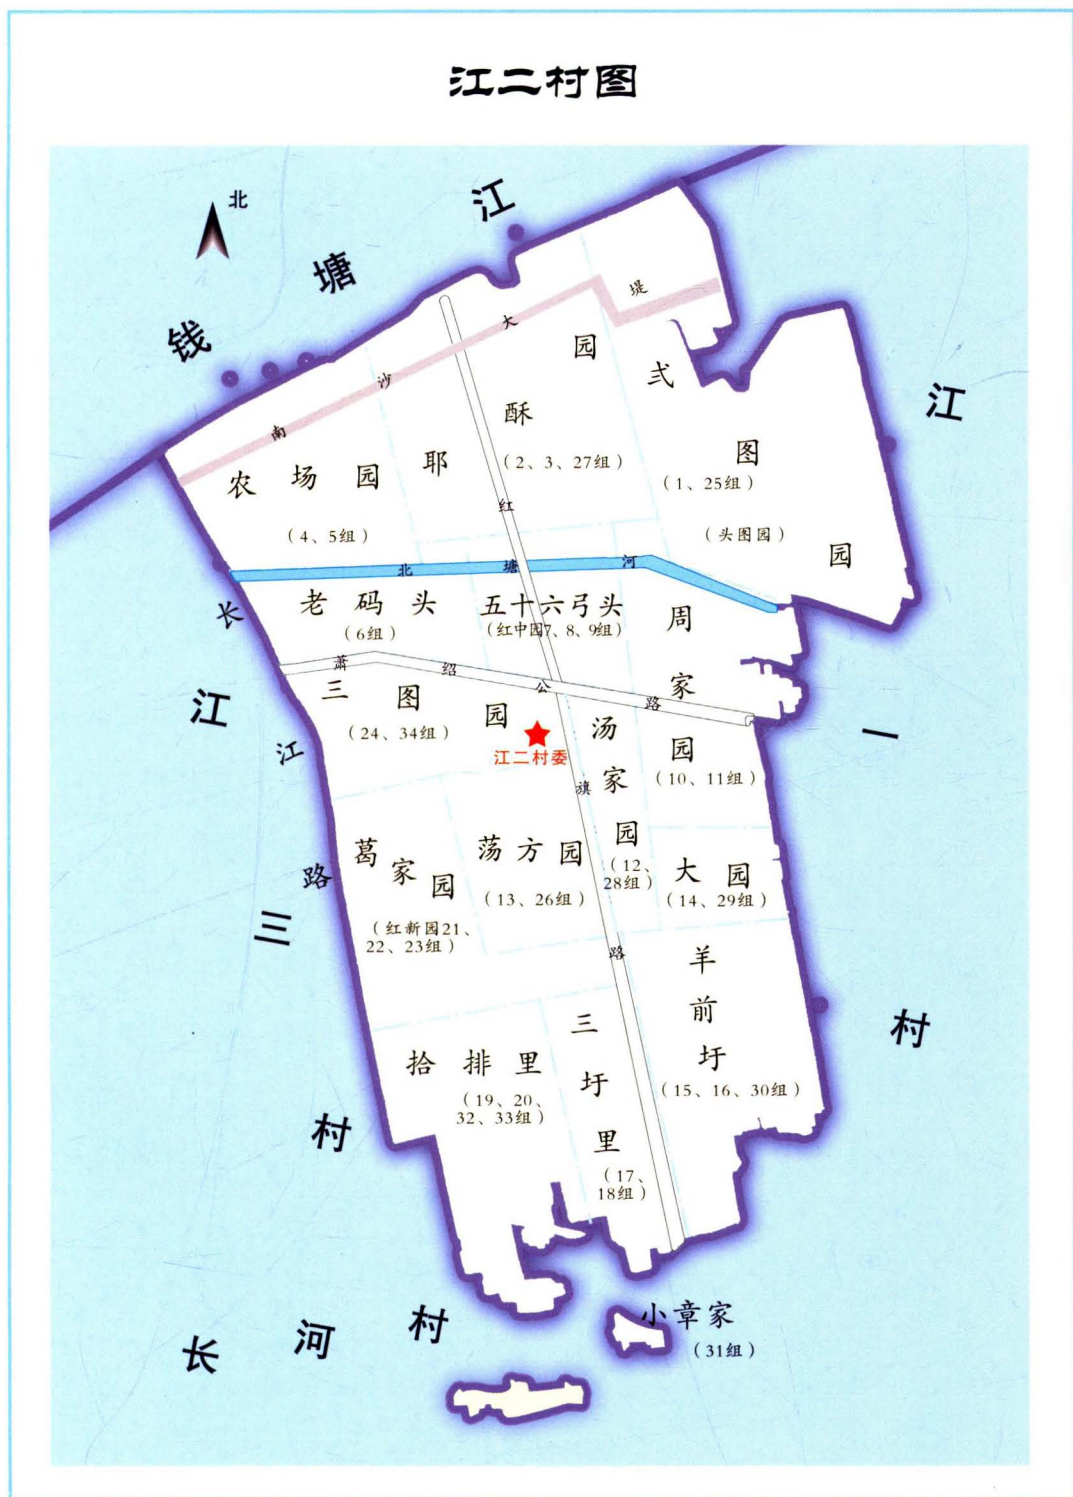 江二村图
北
钱塘江
南沙大堤
农场园
(4、5组)
耶酥园
(2、3、27组)
弍图园
(1、25组)
(头图园)
北塘河
老码头
(6组)
五十六弓头
(红中园7、8、9组)
周家园
(10、11组)
萧绍公路
三图园
(24、34组)
江二村委
汤家园
(12、
28组)
红旗路
长江路
葛家园
(红新园21、
22、23组)
荡方园
(13、26组)
大园
(14、29组)
羊前圩
(15、16、30组)
拾排里
(19、20、
32、33组)
三圩里
(17、
18组)
小章家
(31组)
江一村
江三村
长河村